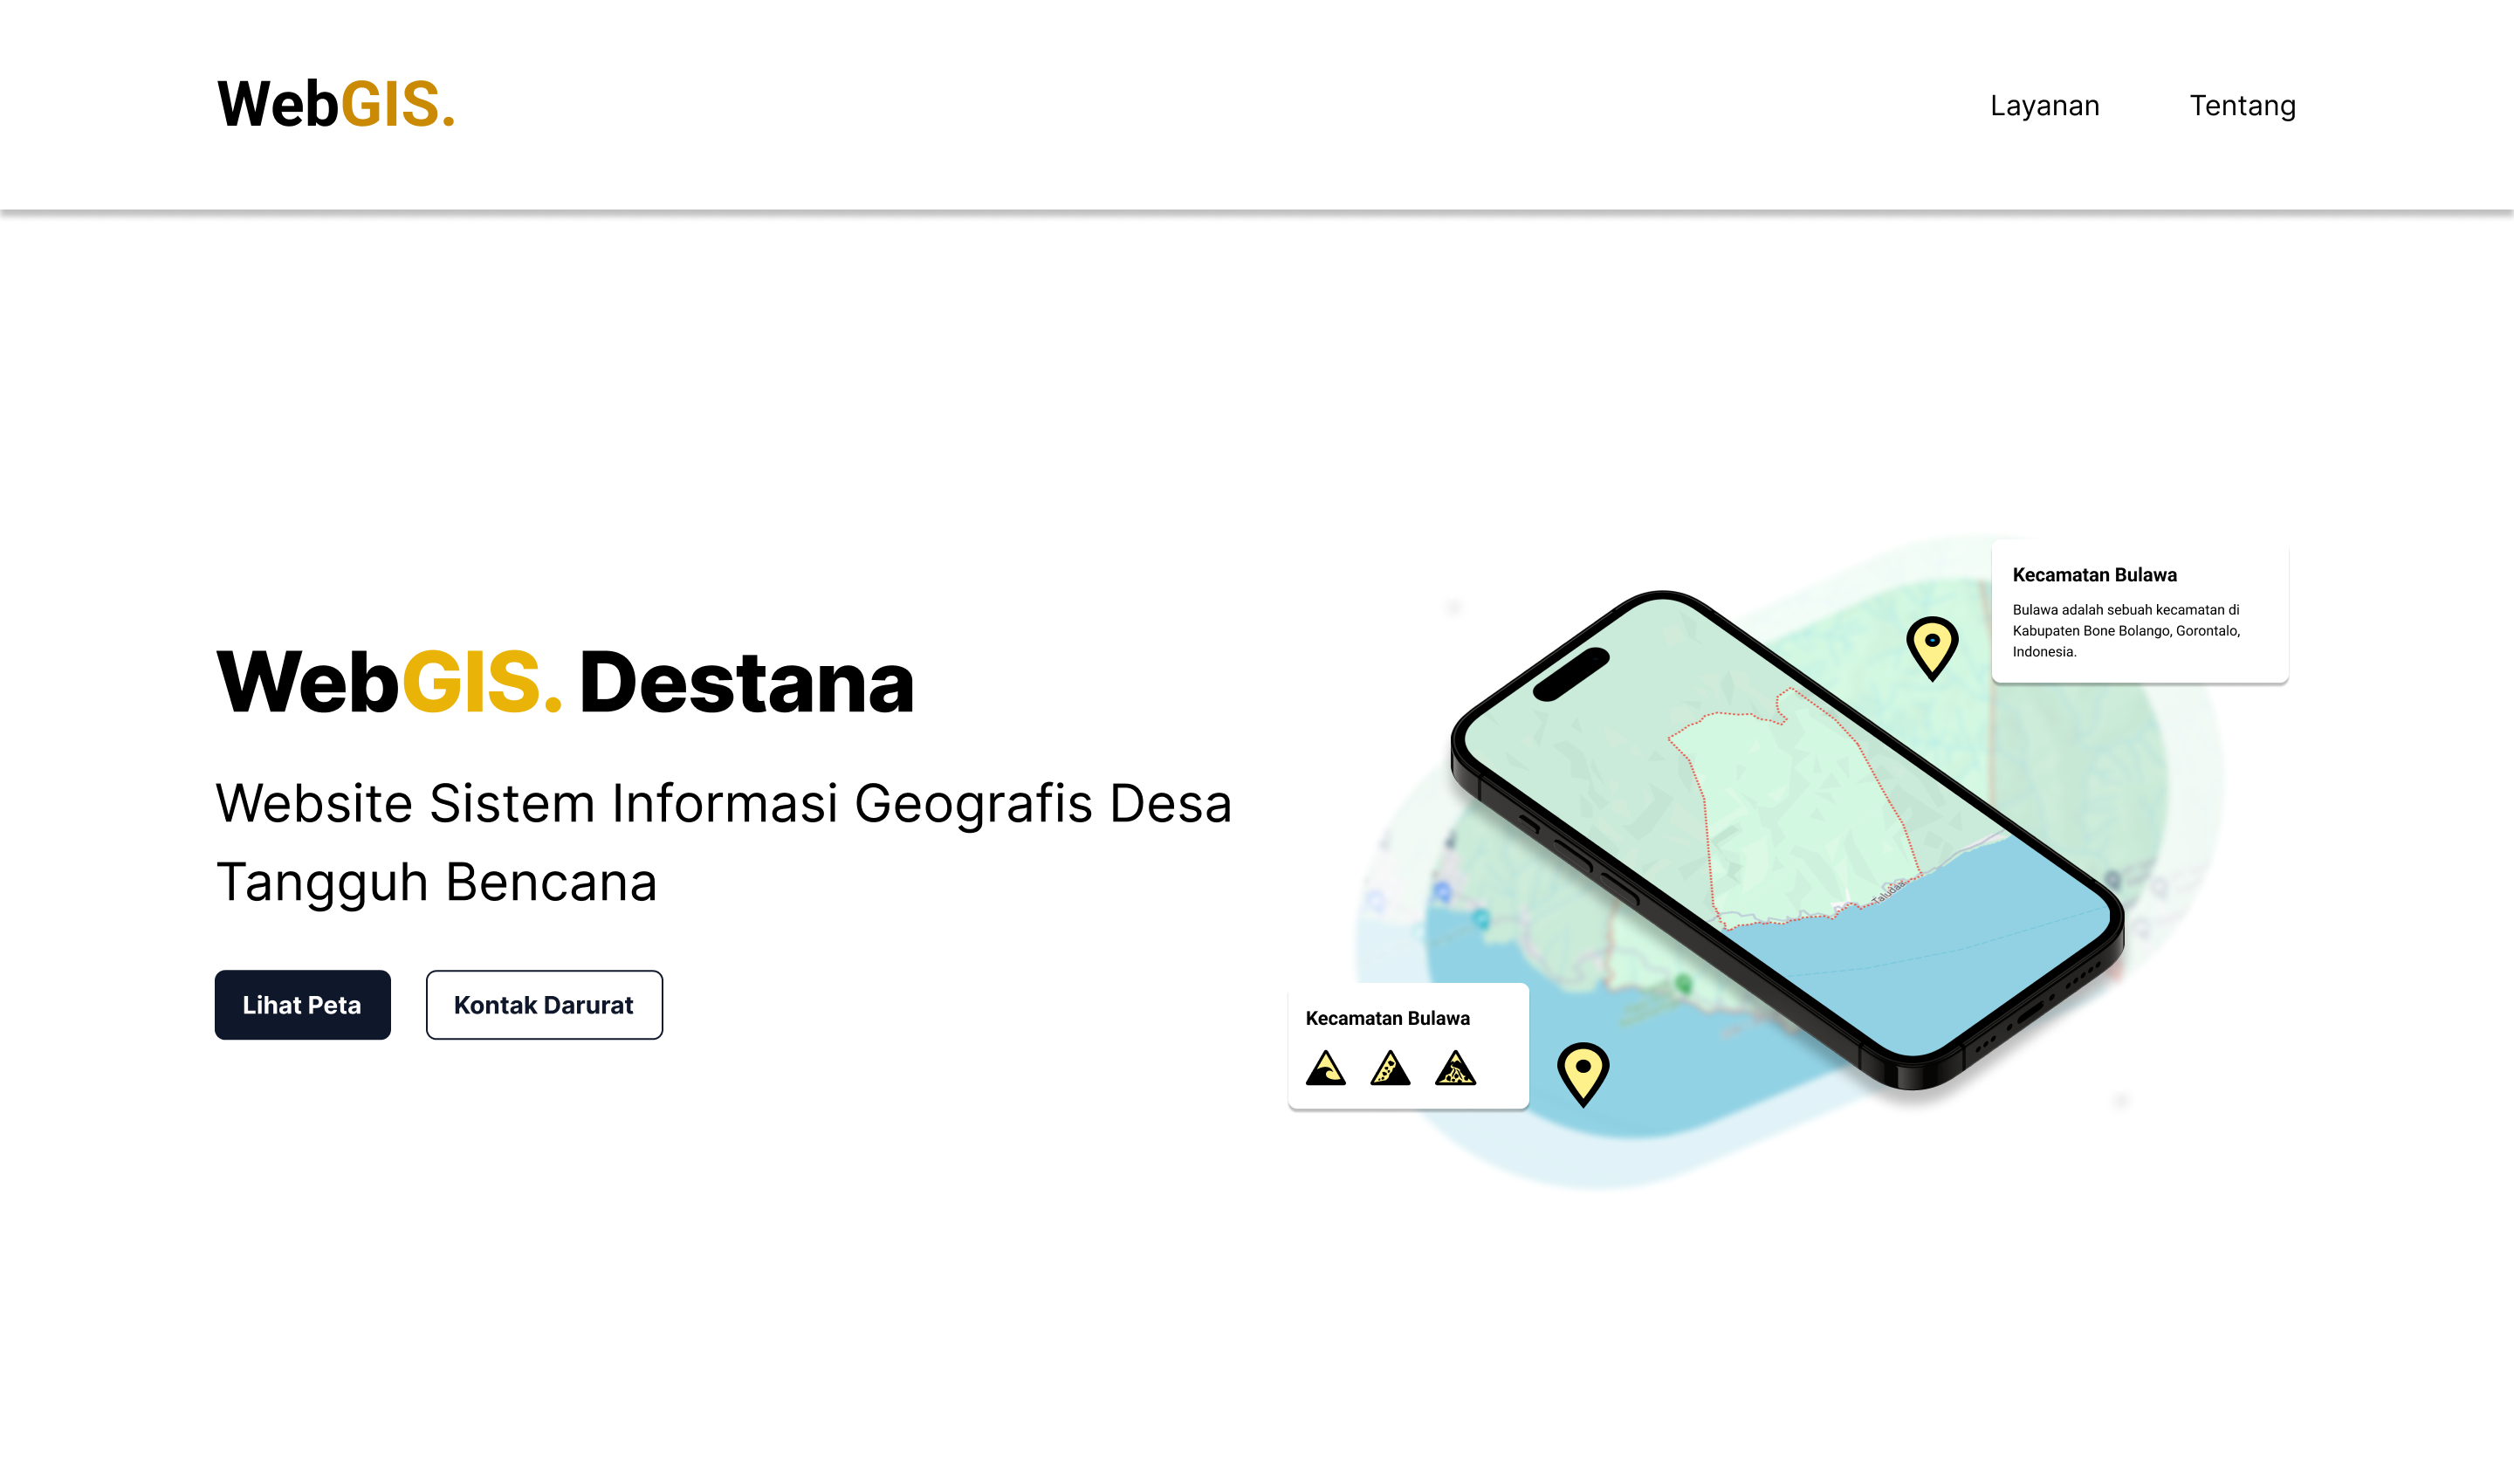 WebGIS.
Layanan
Tentang
WebGIS. Destana
Website Sistem Informasi Geografis Desa
Tangguh Bencana
Lihat Peta
Kontak Darurat
Kecamatan Bulawa
Bulawa adalah sebuah kecamatan di
Kabupaten Bone Bolango, Gorontalo,
Indonesia.
Taludaa
Kecamatan Bulawa